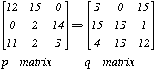 [12 15 0] [3 0 15]
[0 2 14] = [15 13 1]
[11 2 3] [4 13 12]
p matrix q matrix